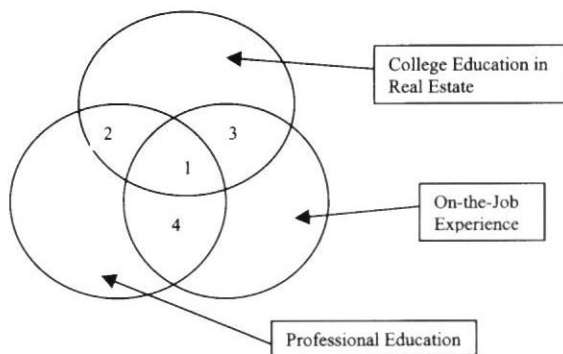 College Education in
Real Estate
2
3
1
On-the-Job
Experience
4
Professional Education